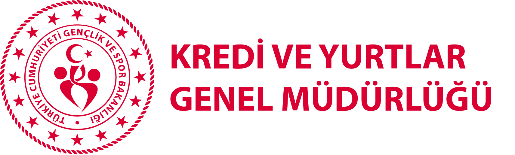 TÜRKİYE CUMHURİYETİ GENÇLİK VE SPOR BAKANLIĞI
KREDİ VE YURTLAR
GENEL MÜDÜRLÜĞÜ